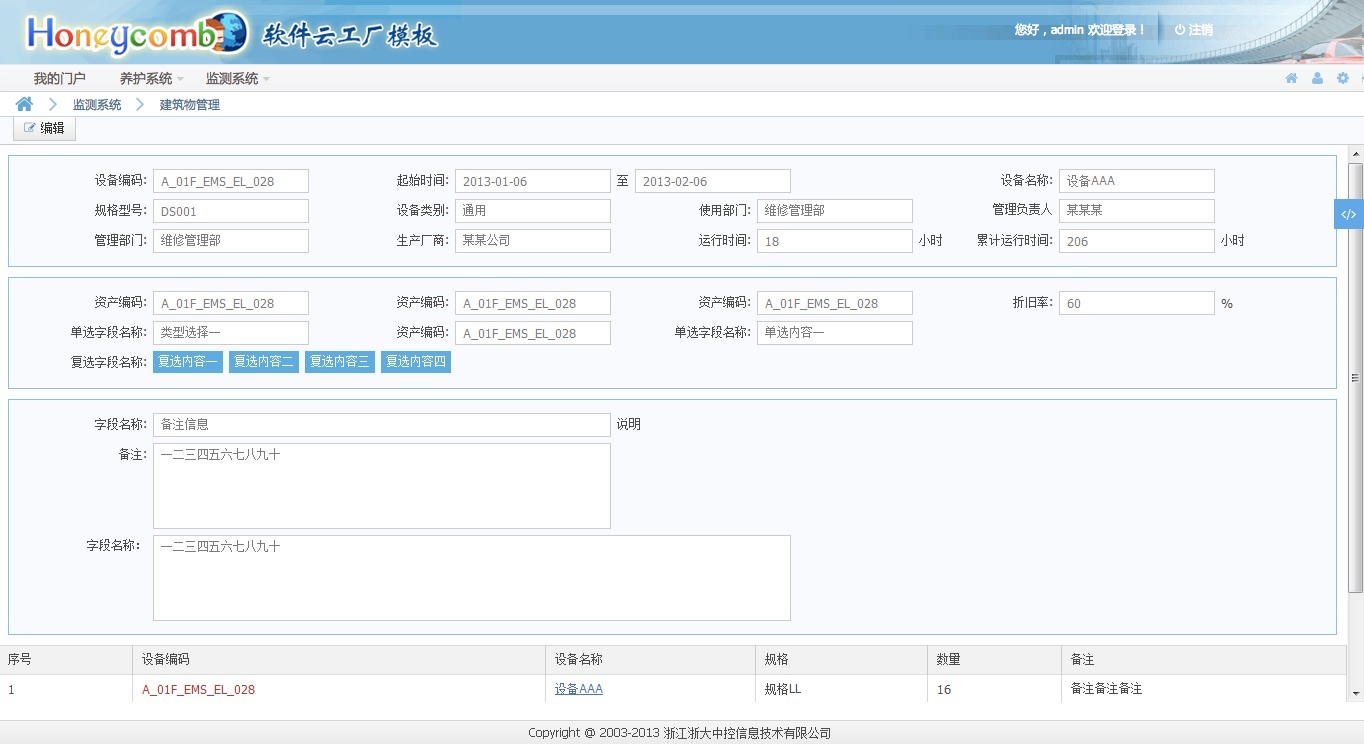 Honeycomb 软件云工厂模板
您好，admin 欢迎登录！ 注销
我的门户 养护系统 监测系统
监测系统 建筑物管理
编辑
设备编码: A_01F_EMS_EL_028 起始时间: 2013-01-06 至 2013-02-06 设备名称: 设备AAA
规格型号: DS001 设备类别: 通用 使用部门: 维修管理部 管理负责人 某某某
管理部门: 维修管理部 生产厂商: 某某公司 运行时间: 18 小时 累计运行时间: 206 小时
资产编码: A_01F_EMS_EL_028 资产编码: A_01F_EMS_EL_028 资产编码: A_01F_EMS_EL_028 折旧率: 60 %
单选字段名称: 类型选择一 资产编码: A_01F_EMS_EL_028 单选字段名称: 单选内容一
复选字段名称: 复选内容一 复选内容二 复选内容三 复选内容四
字段名称: 备注信息 说明
备注: 一二三四五六七八九十
字段名称: 一二三四五六七八九十
序号 设备编码 设备名称 规格 数量 备注
1 A_01F_EMS_EL_028 设备AAA 规格LL 16 备注备注备注
Copyright @ 2003-2013 浙江浙大中控信息技术有限公司